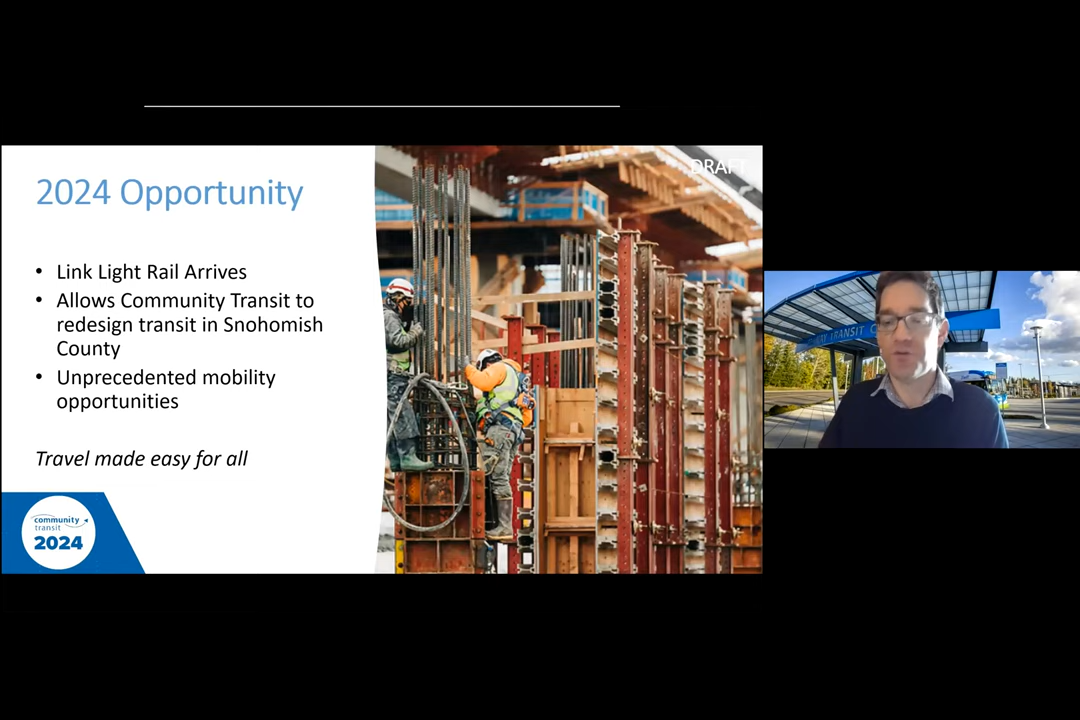 DRAFT
2024 Opportunity
• Link Light Rail Arrives
• Allows Community Transit to
redesign transit in Snohomish
County
• Unprecedented mobility
opportunities
Travel made easy for all
community
transit
2024
TRANSIT